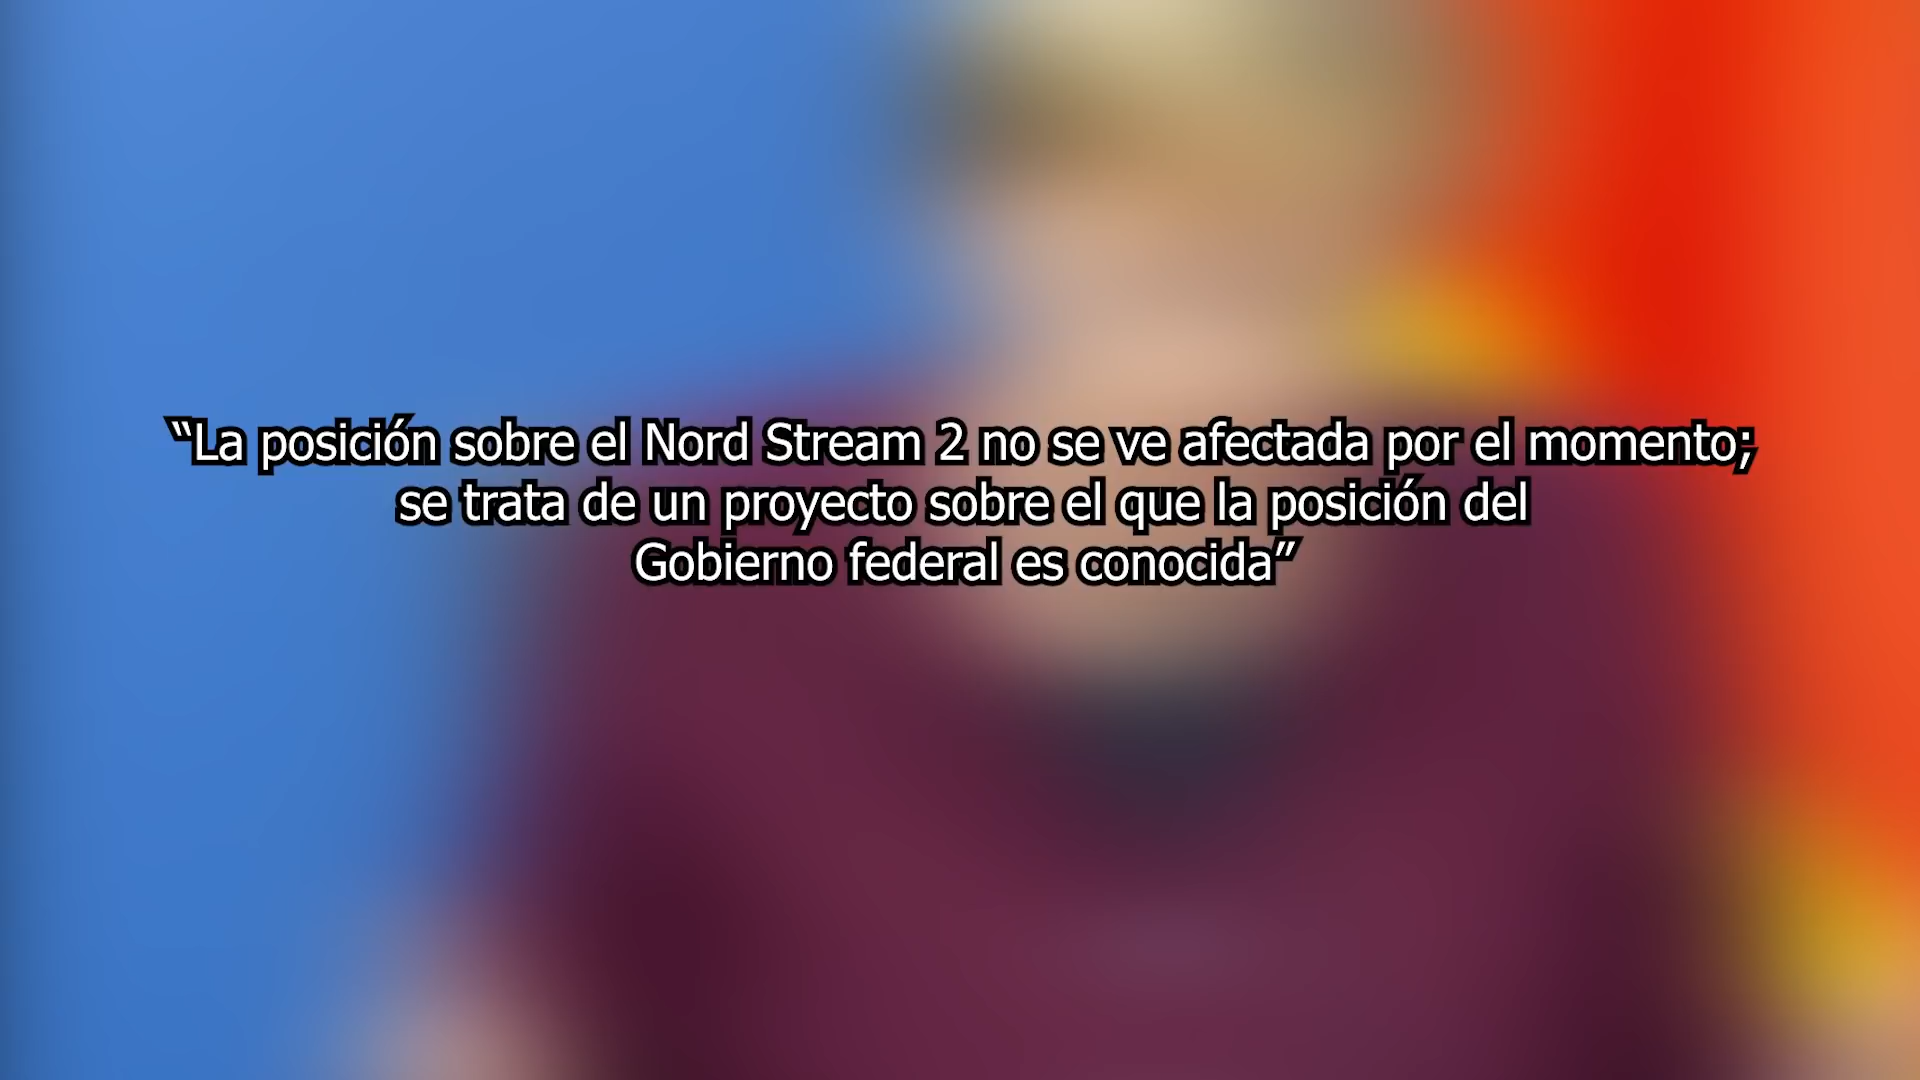 “La posición sobre el Nord Stream 2 no se ve afectada por el momento;
se trata de un proyecto sobre el que la posición del
Gobierno federal es conocida”